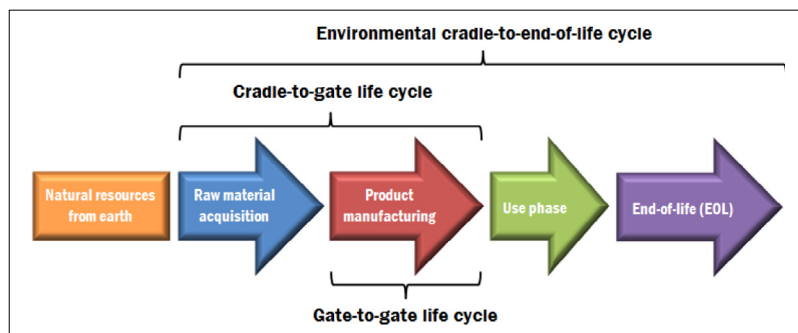 Environmental cradle-to-end-of-life cycle
Cradle-to-gate life cycle
Natural resources
from earth
Raw material
acquisition
Product
manufacturing
Use phase
End-of-life (EOL)
Gate-to-gate life cycle